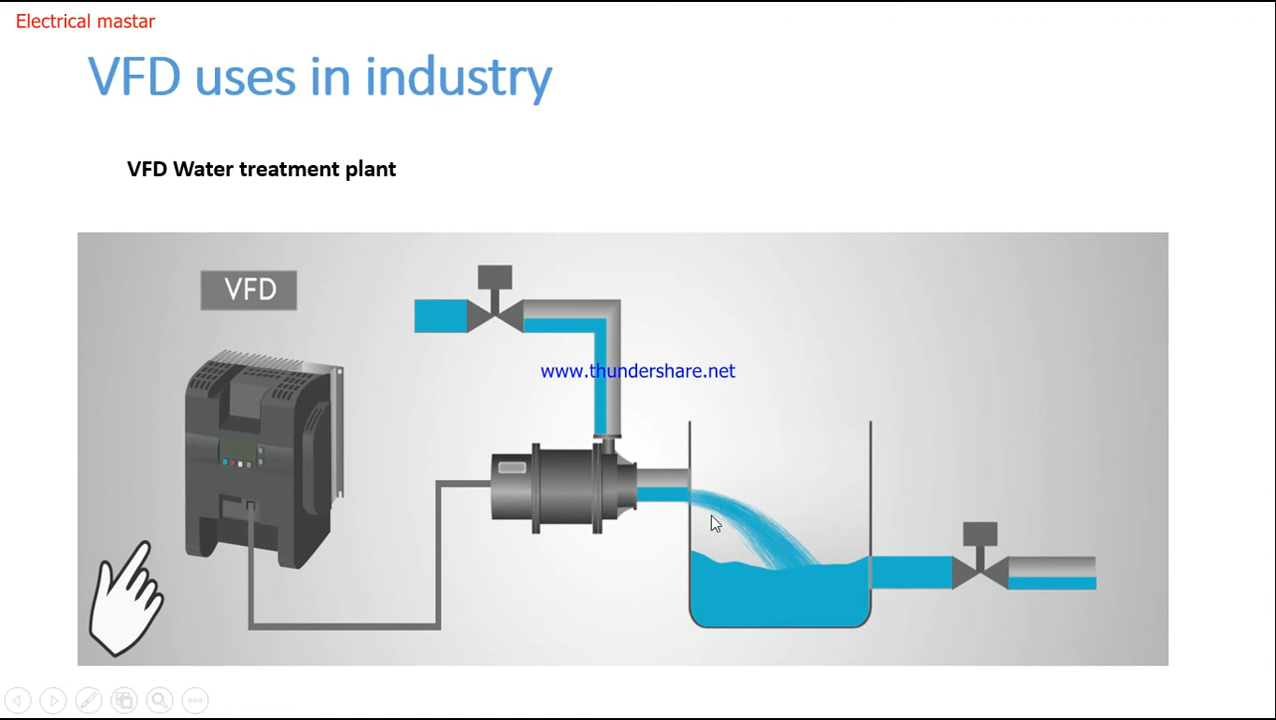 Electrical mastar
VFD uses in industry
VFD Water treatment plant
VFD
www.thundershare.net